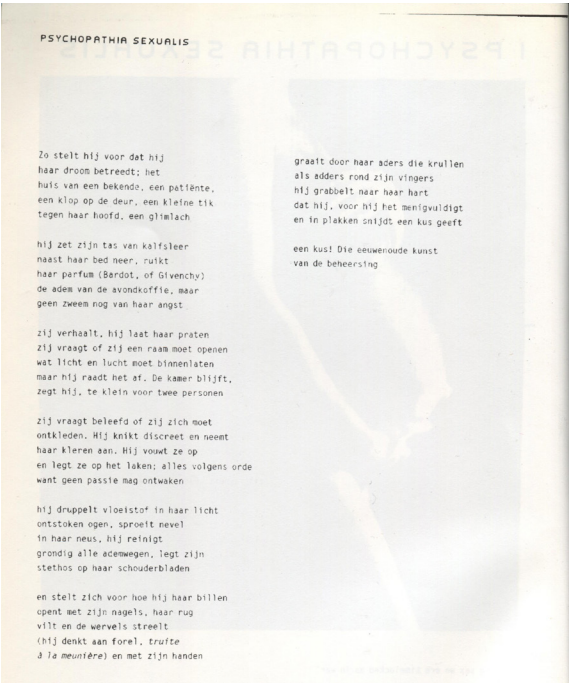 PSYCHOPATHIA SEXUALIS
Zo stelt hij voor dat hij
haar droom betreedt; het
huis van een bekende, een patiënte,
een klop op de deur, een kleine tik
tegen haar hoofd, een glimlach
hij zet zijn tas van kalfsleer
naast haar bed neer, ruikt
haar parfum (Bardot, of Givenchy)
de adem van de avondkoffie, maar
geen zweem nog van haar angst
zij verhaalt, hij laat haar praten
zij vraagt of zij een raam moet openen
wat licht en lucht moet binnenlaten
maar hij raadt het af. De kamer blijft,
zegt hij, te klein voor twee personen
zij vraagt beleefd of zij zich moet
ontkleden. Hij knikt discreet en neemt
haar kleren aan. Hij vouwt ze op
en legt ze op het laken; alles volgens orde
want geen passie mag ontwaken
hij druppelt vloeistof in haar licht
ontstoken ogen, sproeit nevel
in haar neus, hij reinigt
grondig alle ademwegen, legt zijn
stethos op haar schouderbladen
en stelt zich voor hoe hij haar billen
opent met zijn nagels, haar rug
vilt en de wervels streelt
(hij denkt aan forel, truite
à la meunière) en met zijn handen
graait door haar aders die krullen
als adders rond zijn vingers
hij grabbelt naar haar hart
dat hij, voor hij het menigvuldigt
en in plakken snijdt een kus geeft
een kus! Die eeuwenoude kunst
van de beheersing